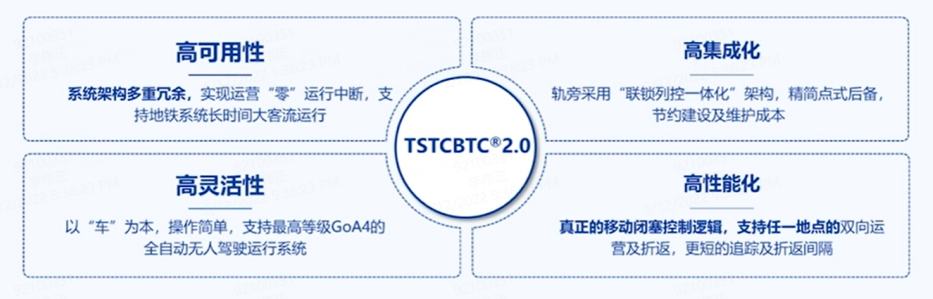 高可用性
系统架构多重冗余，实现运营“零”运行中断，支
持地铁系统长时间大客流运行
高集成化
轨旁采用“联锁列控一体化”架构，精简点式后备，
节约建设及维护成本
TSTCBTC®2.0
高灵活性
以“车”为本，操作简单，支持最高等级GoA4的
全自动无人驾驶运行系统
高性能化
真正的移动闭塞控制逻辑，支持任一地点的双向运
营及折返，更短的追踪及折返间隔